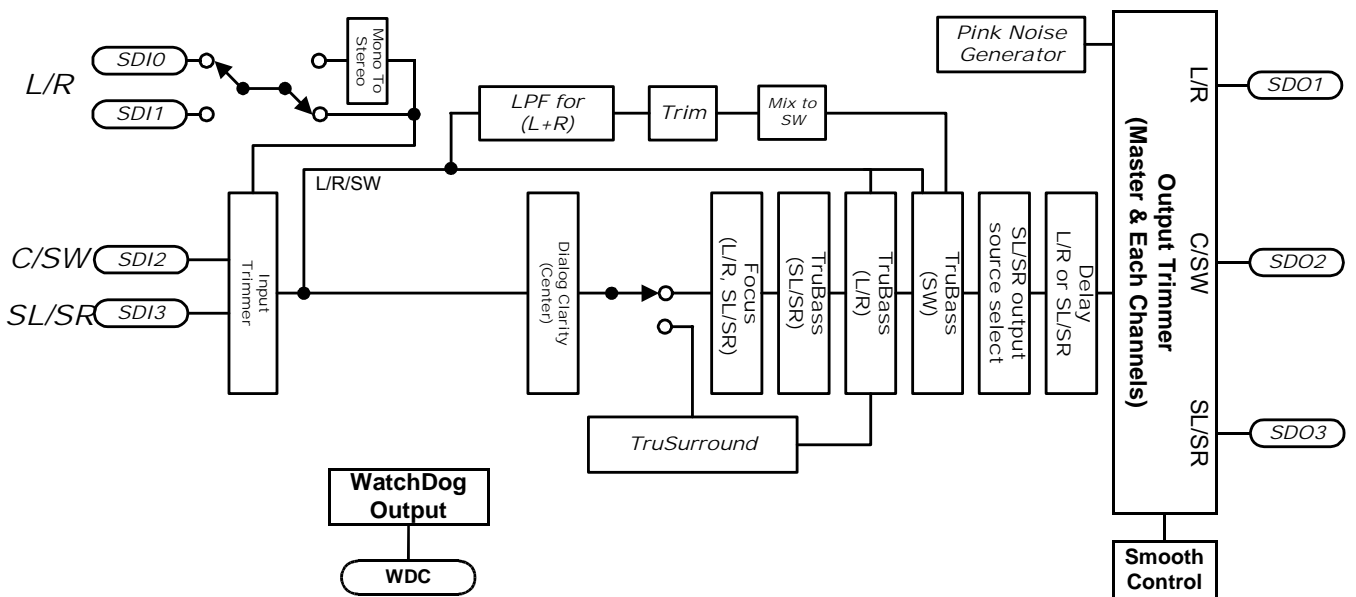 L/R
SDI0
SDI1
Mono To
Stereo
LPF for
(L+R)
Trim
Mix to
SW
Pink Noise
Generator
L/R/SW
C/SW
SDI2
SL/SR
SDI3
Input
Trimmer
Dialog Clarity
(Center)
Focus
(L/R, SL/SR)
TruBass
(SL/SR)
TruBass
(L/R)
TruBass
(SW)
SL/SR output
source select
Delay
L/R or SL/SR
Output Trimmer
(Master & Each Channels)
L/R
C/SW
SL/SR
SDO1
SDO2
SDO3
TruSurround
WatchDog
Output
WDC
Smooth
Control